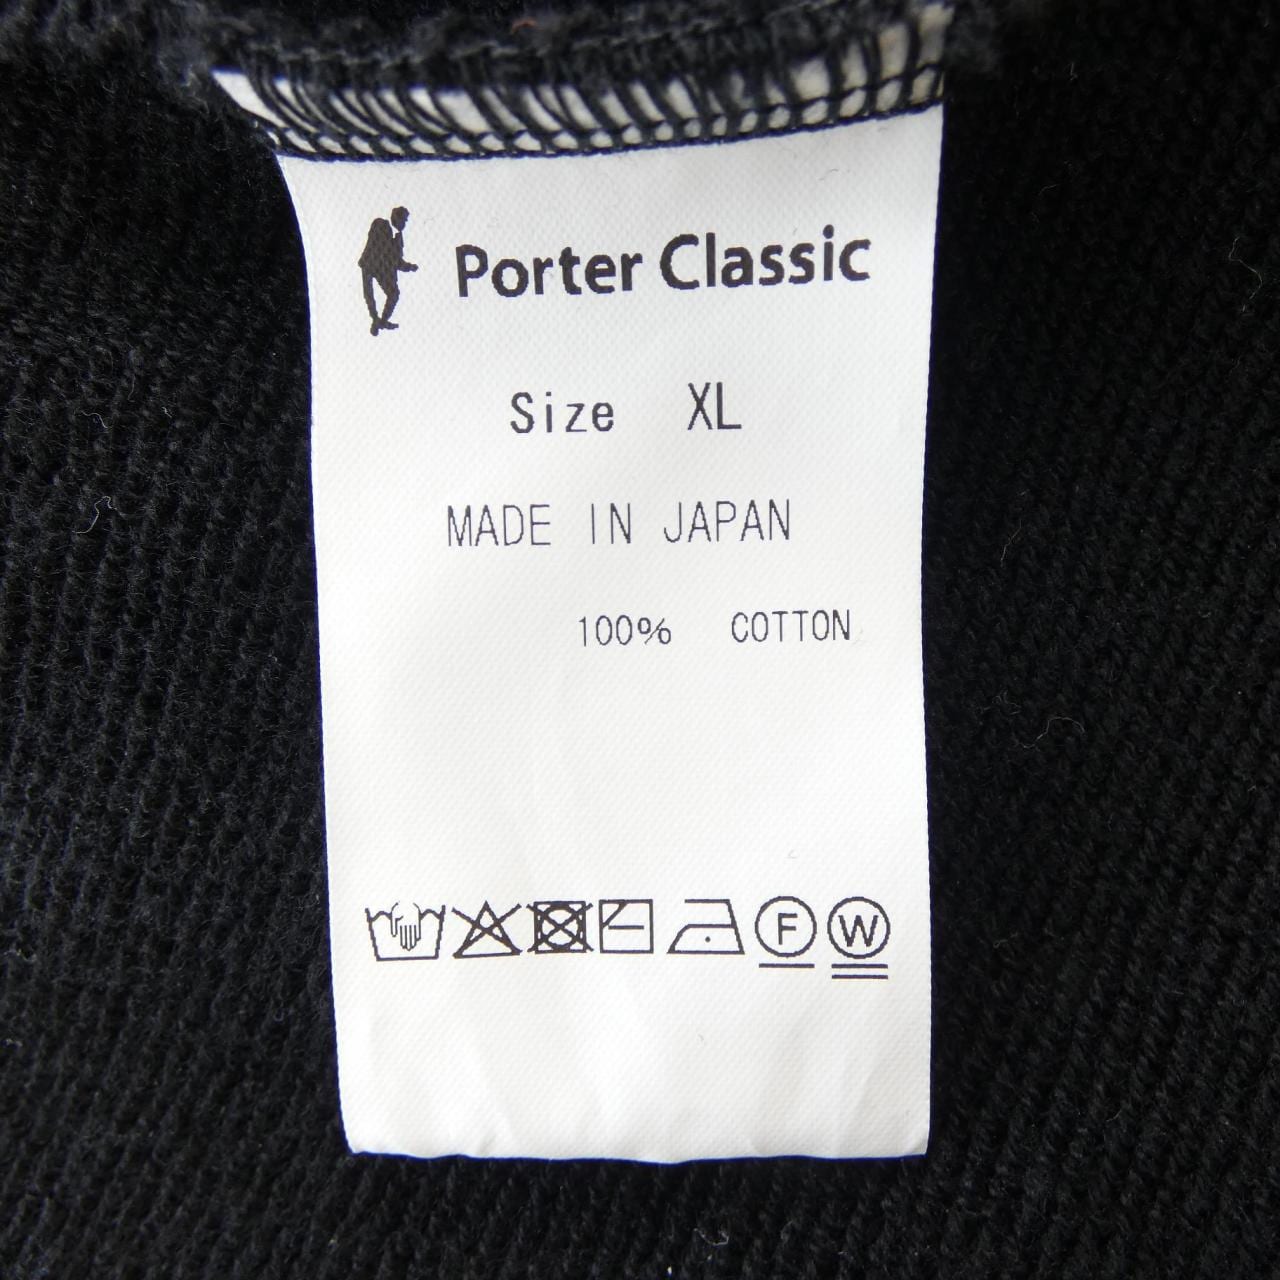 Porter Classic
Size XL
MADE IN JAPAN
100% COTTON
F W